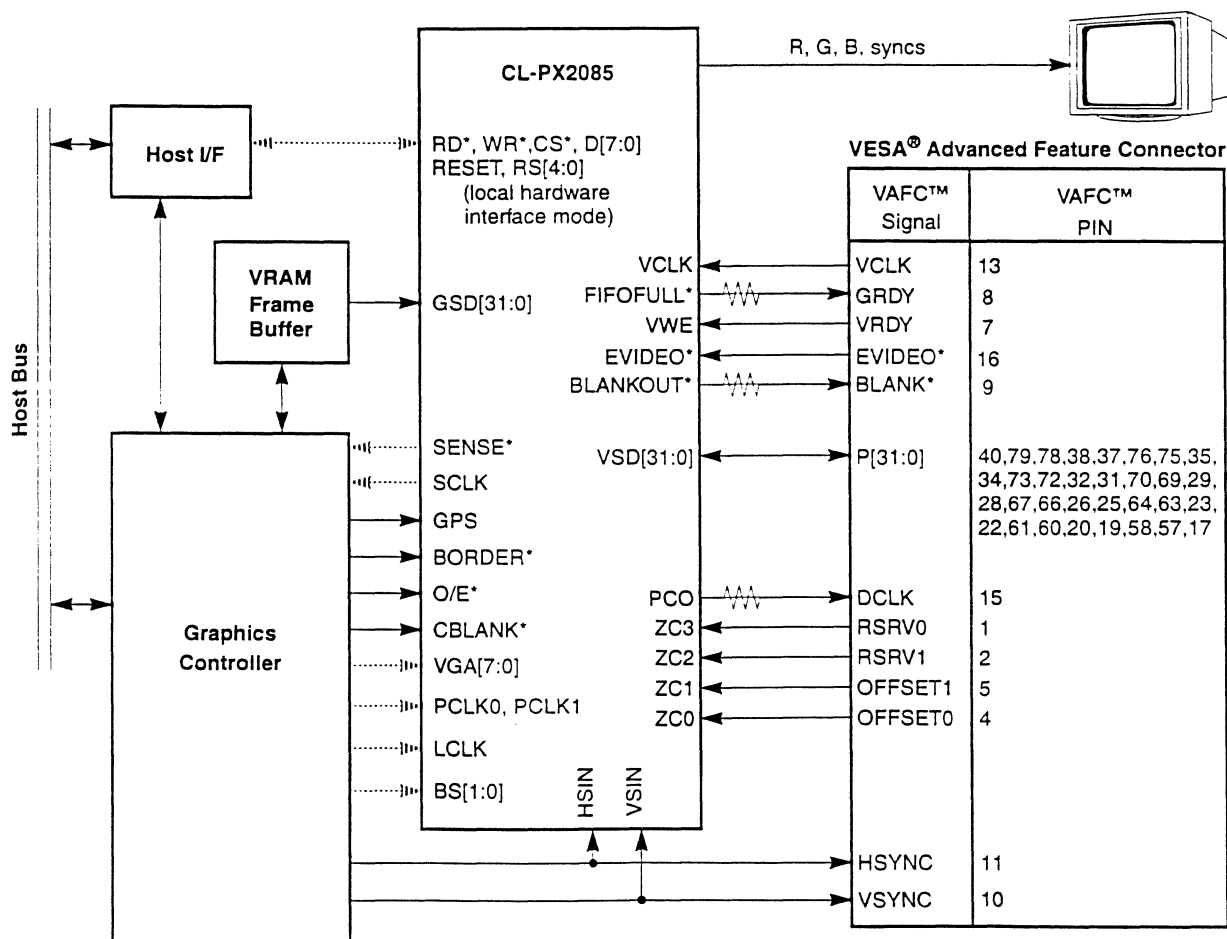 CL-PX2085
R, G, B. syncs
Host Bus
Host I/F
RD*, WR*,CS*, D[7:0]
RESET, RS[4:0]
(local hardware
interface mode)
VRAM
Frame
Buffer
GSD[31:0]
Graphics
Controller
SENSE*
SCLK
GPS
BORDER*
O/E*
CBLANK*
VGA[7:0]
PCLK0, PCLK1
LCLK
BS[1:0]
HSIN
VSIN
VCLK
FIFOFULL*
VWE
EVIDEO*
BLANKOUT*
VSD[31:0]
PCO
ZC3
ZC2
ZC1
ZC0
VESA® Advanced Feature Connector
VAFC™
Signal
VAFC™
PIN
VCLK 13
GRDY 8
VRDY 7
EVIDEO* 16
BLANK* 9
P[31:0] 40,79,78,38,37,76,75,35,
34,73,72,32,31,70,69,29,
28,67,66,26,25,64,63,23,
22,61,60,20,19,58,57,17
DCLK 15
RSRV0 1
RSRV1 2
OFFSET1 5
OFFSET0 4
HSYNC 11
VSYNC 10